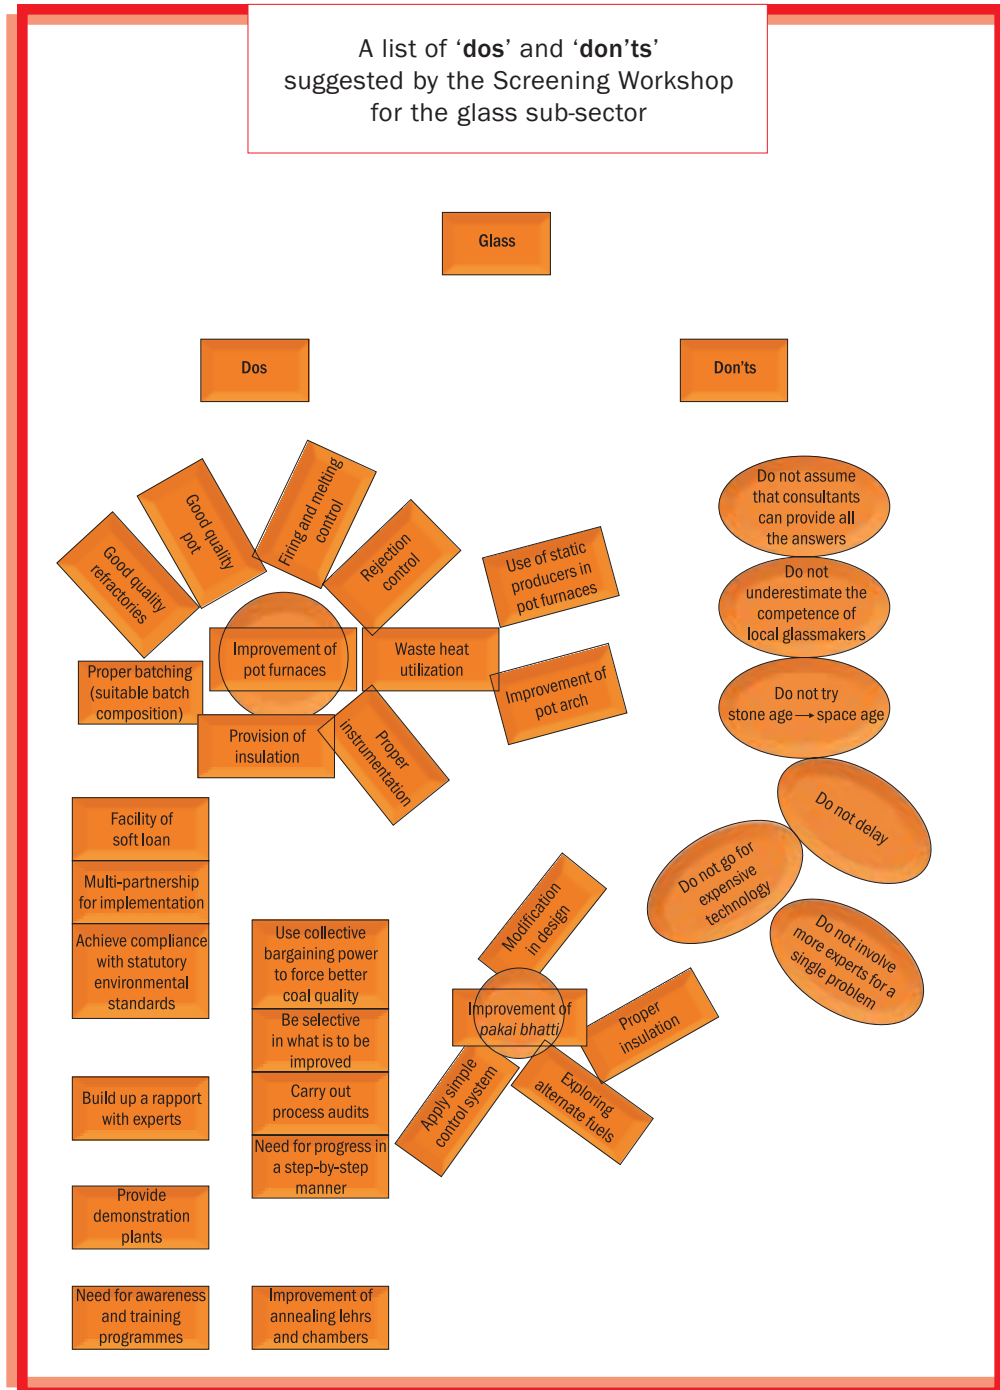 A list of ‘dos’ and ‘don’ts’
suggested by the Screening Workshop
for the glass sub-sector
Glass
Dos
Don’ts
Good quality
refractories
Good quality
pot
Firing and melting
control
Rejection
control
Use of static
producers in
pot furnaces
Improvement of
pot furnaces
Waste heat
utilization
Improvement of
pot arch
Proper batching
(suitable batch
composition)
Provision of
insulation
Proper
instrumentation
Facility of
soft loan
Multi-partnership
for implementation
Achieve compliance
with statutory
environmental
standards
Build up a rapport
with experts
Provide
demonstration
plants
Need for awareness
and training
programmes
Use collective
bargaining power
to force better
coal quality
Be selective
in what is to be
improved
Carry out
process audits
Need for progress in
a step-by-step
manner
Improvement of
annealing lehrs
and chambers
Modification
in design
Improvement of
pakai bhatti
Proper
insulation
Exploring
alternate fuels
Apply simple
control system
Do not assume
that consultants
can provide all
the answers
Do not
underestimate the
competence of
local glassmakers
Do not try
stone age → space age
Do not delay
Do not go for
expensive
technology
Do not involve
more experts for a
single problem